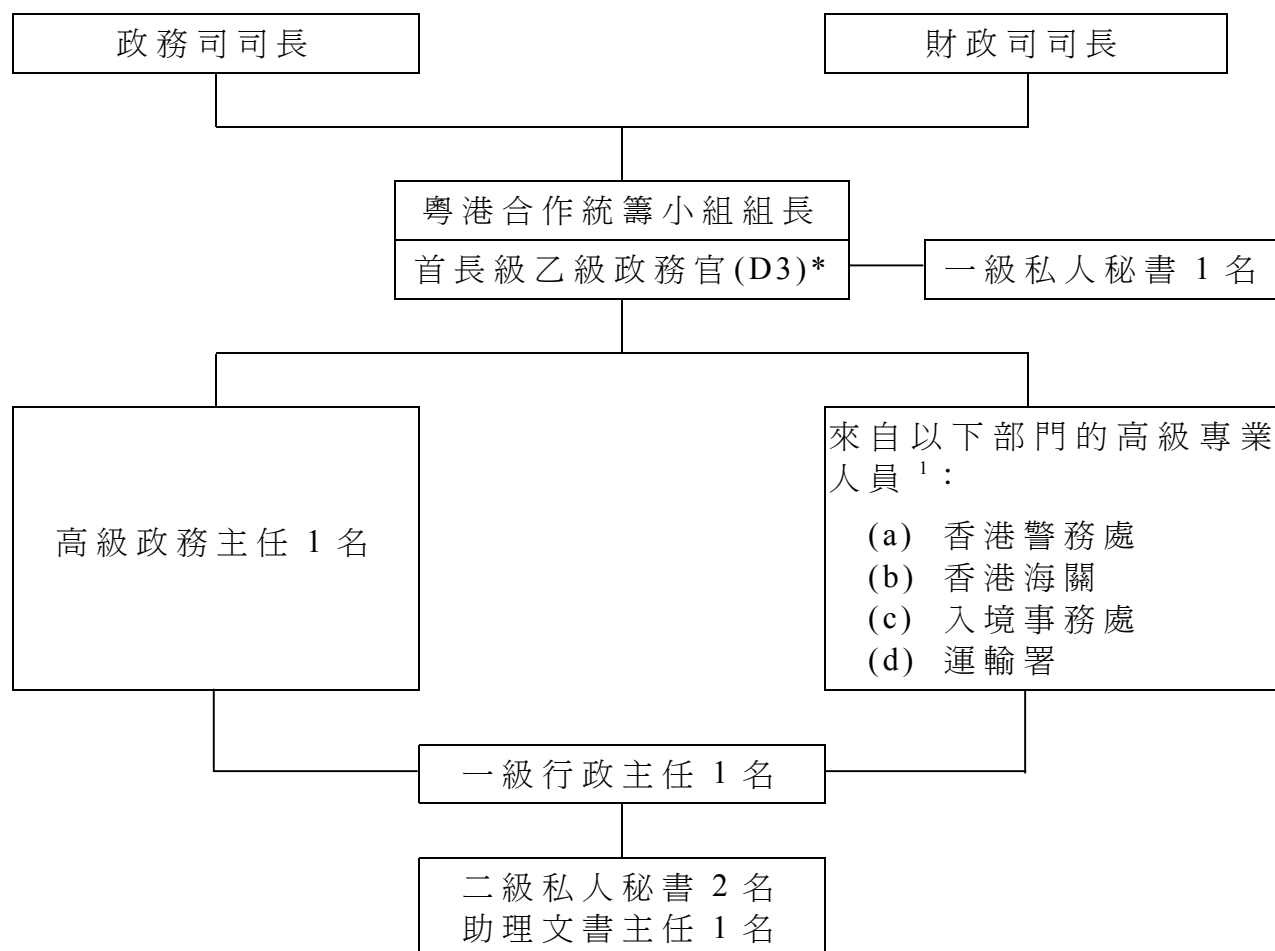 政務司司長
財政司司長
粵港合作統籌小組組長
首長級乙級政務官(D3)*
一級私人秘書 1 名
高級政務主任 1 名
來自以下部門的高級專業
人員 1：
(a) 香港警務處
(b) 香港海關
(c) 入境事務處
(d) 運輸署
一級行政主任 1 名
二級私人秘書 2 名
助理文書主任 1 名